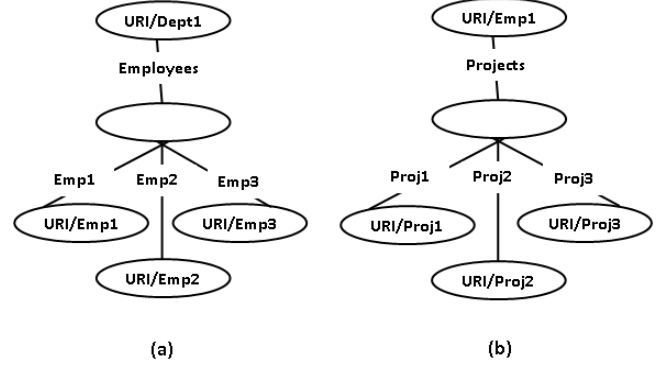 URI/Dept1
Employees
Emp1
Emp2
Emp3
URI/Emp1
URI/Emp3
URI/Emp2
(a)
URI/Emp1
Projects
Proj1
Proj2
Proj3
URI/Proj1
URI/Proj3
URI/Proj2
(b)